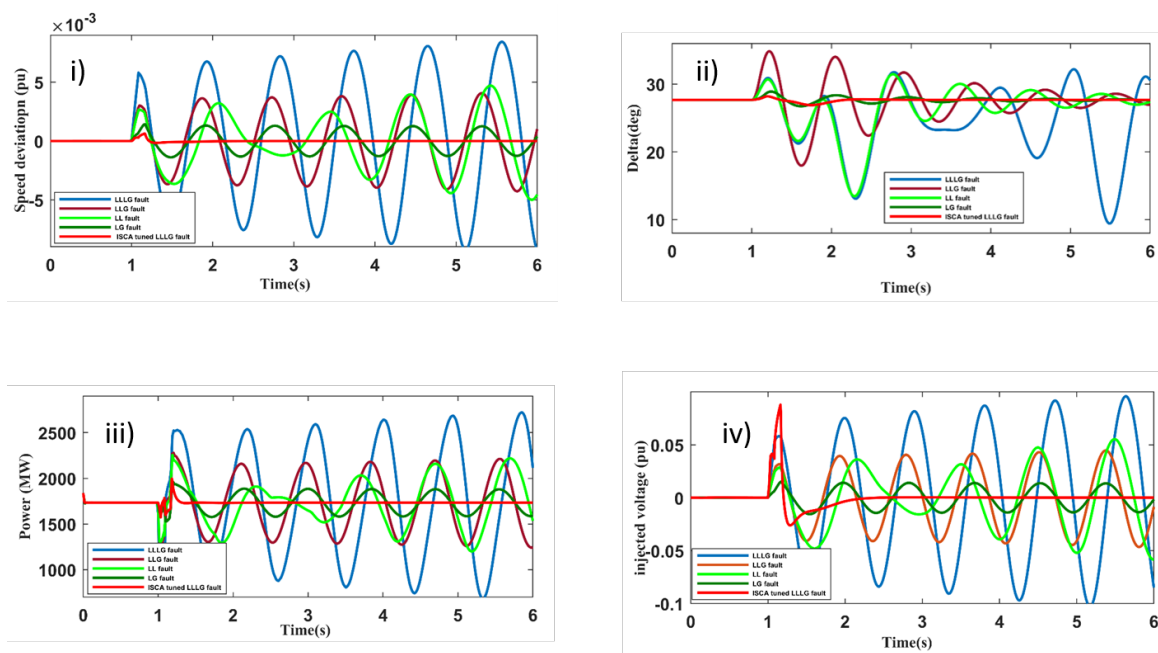 ×10-3
i)
Speed deviationn (pu)
5
0
-5
LLLG fault
LLG fault
LL fault
LG fault
ISCA tuned LLLG fault
0 1 2 3 4 5 6
Time(s)
ii)
Delta(deg)
30
20
10
LLLG fault
LLG fault
LL fault
LG fault
ISCA tuned LLLG fault
0 1 2 3 4 5 6
Time(s)
iii)
Power (MW)
2500
2000
1500
1000
LLLG fault
LLG fault
LL fault
LG fault
ISCA tuned LLLG fault
0 1 2 3 4 5 6
Time(s)
iv)
injected voltage (pu)
0.05
0
-0.05
-0.1
LLLG fault
LLG fault
LL fault
LG fault
ISCA tuned LLLG fault
0 1 2 3 4 5 6
Time(s)